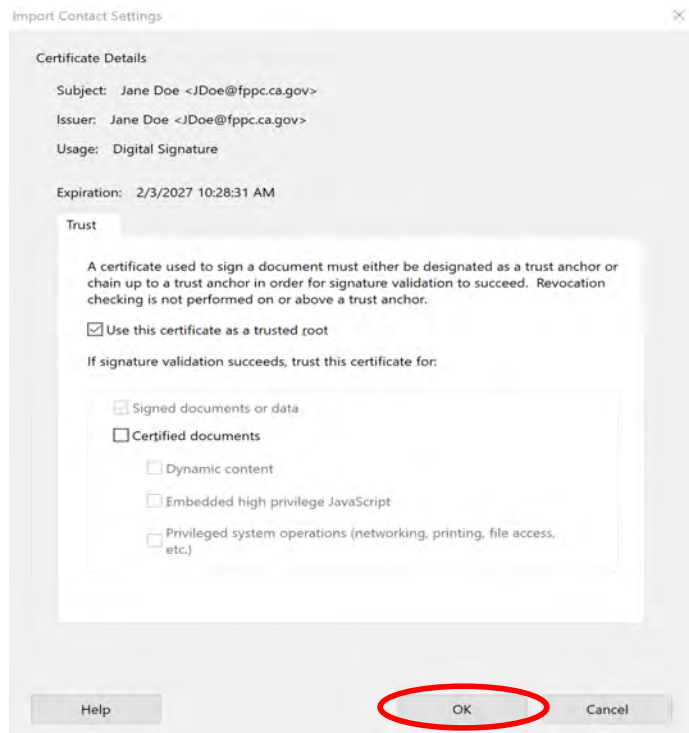 Import Contact Settings
Certificate Details
Subject: Jane Doe <JDoe@fppc.ca.gov>
Issuer: Jane Doe <JDoe@fppc.ca.gov>
Usage: Digital Signature
Expiration: 2/3/2027 10:28:31 AM
Trust
A certificate used to sign a document must either be designated as a trust anchor or
chain up to a trust anchor in order for signature validation to succeed. Revocation
checking is not performed on or above a trust anchor.
Use this certificate as a trusted root
If signature validation succeeds, trust this certificate for:
Signed documents or data
Certified documents
Dynamic content
Embedded high privilege JavaScript
Privileged system operations (networking, printing, file access,
etc.)
Help OK Cancel